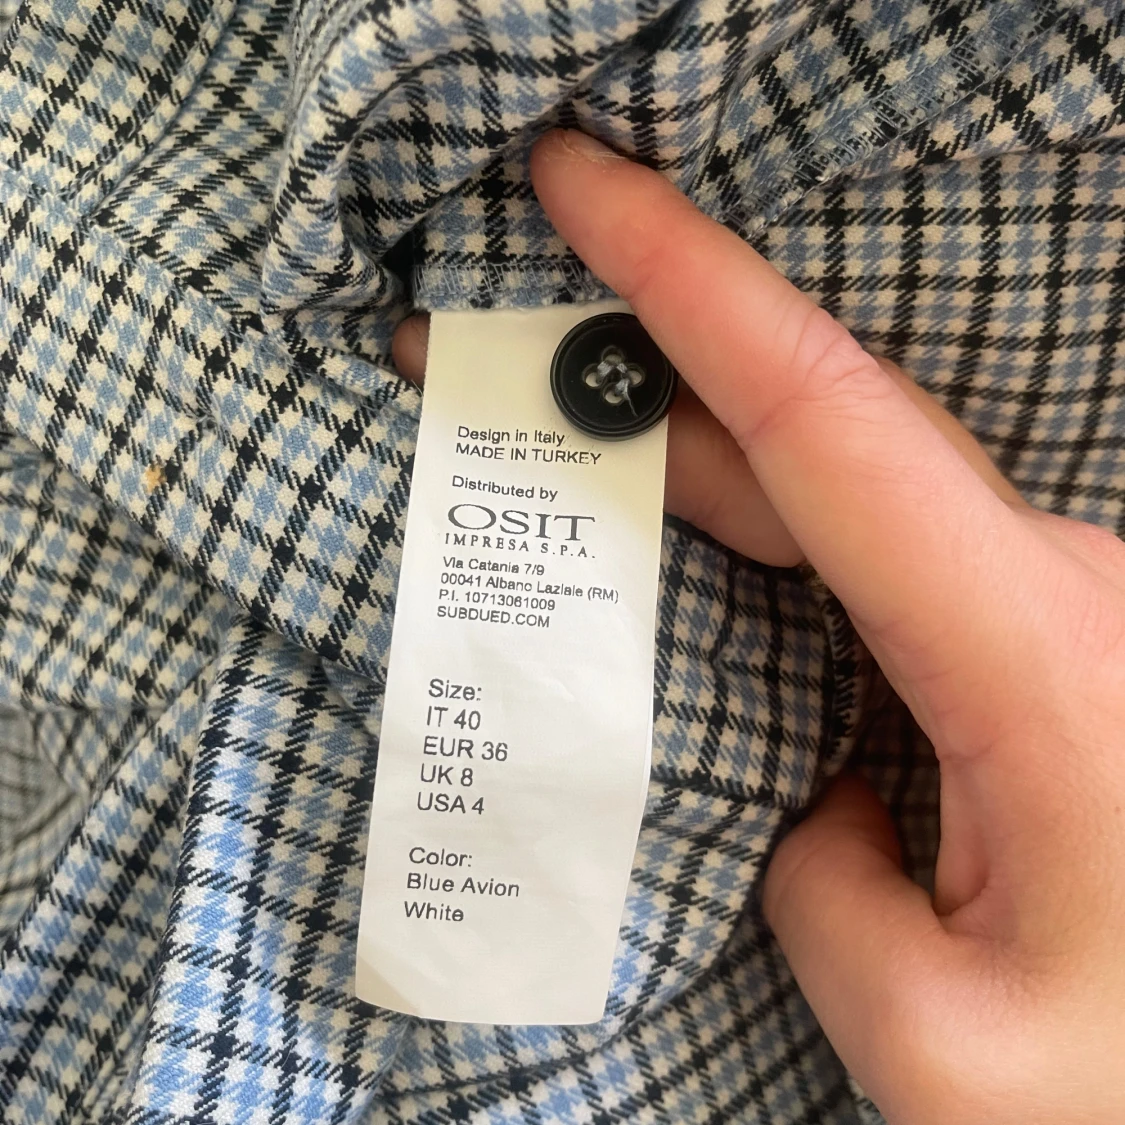 Design in Italy
MADE IN TURKEY
Distributed by
OSIT
IMPRESA S.P.A.
Via Catania 7/9
00041 Albano Laziale (RM)
P.I. 10713061009
SUBDUED.COM
Size:
IT 40
EUR 36
UK 8
USA 4
Color:
Blue Avion
White